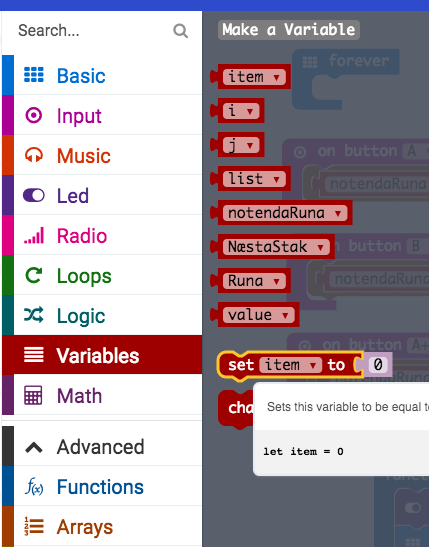 Search...
Basic
Input
Music
Led
Radio
Loops
Logic
Variables
Math
Advanced
Functions
Arrays
Make a Variable
item
i
j
list
notendaRuna
NæstaStak
Runa
value
set item to 0
cha
Sets this variable to be equal t
let item = 0
forever
on button A
notendaRuna
on button B
notendaRuna
on button A+